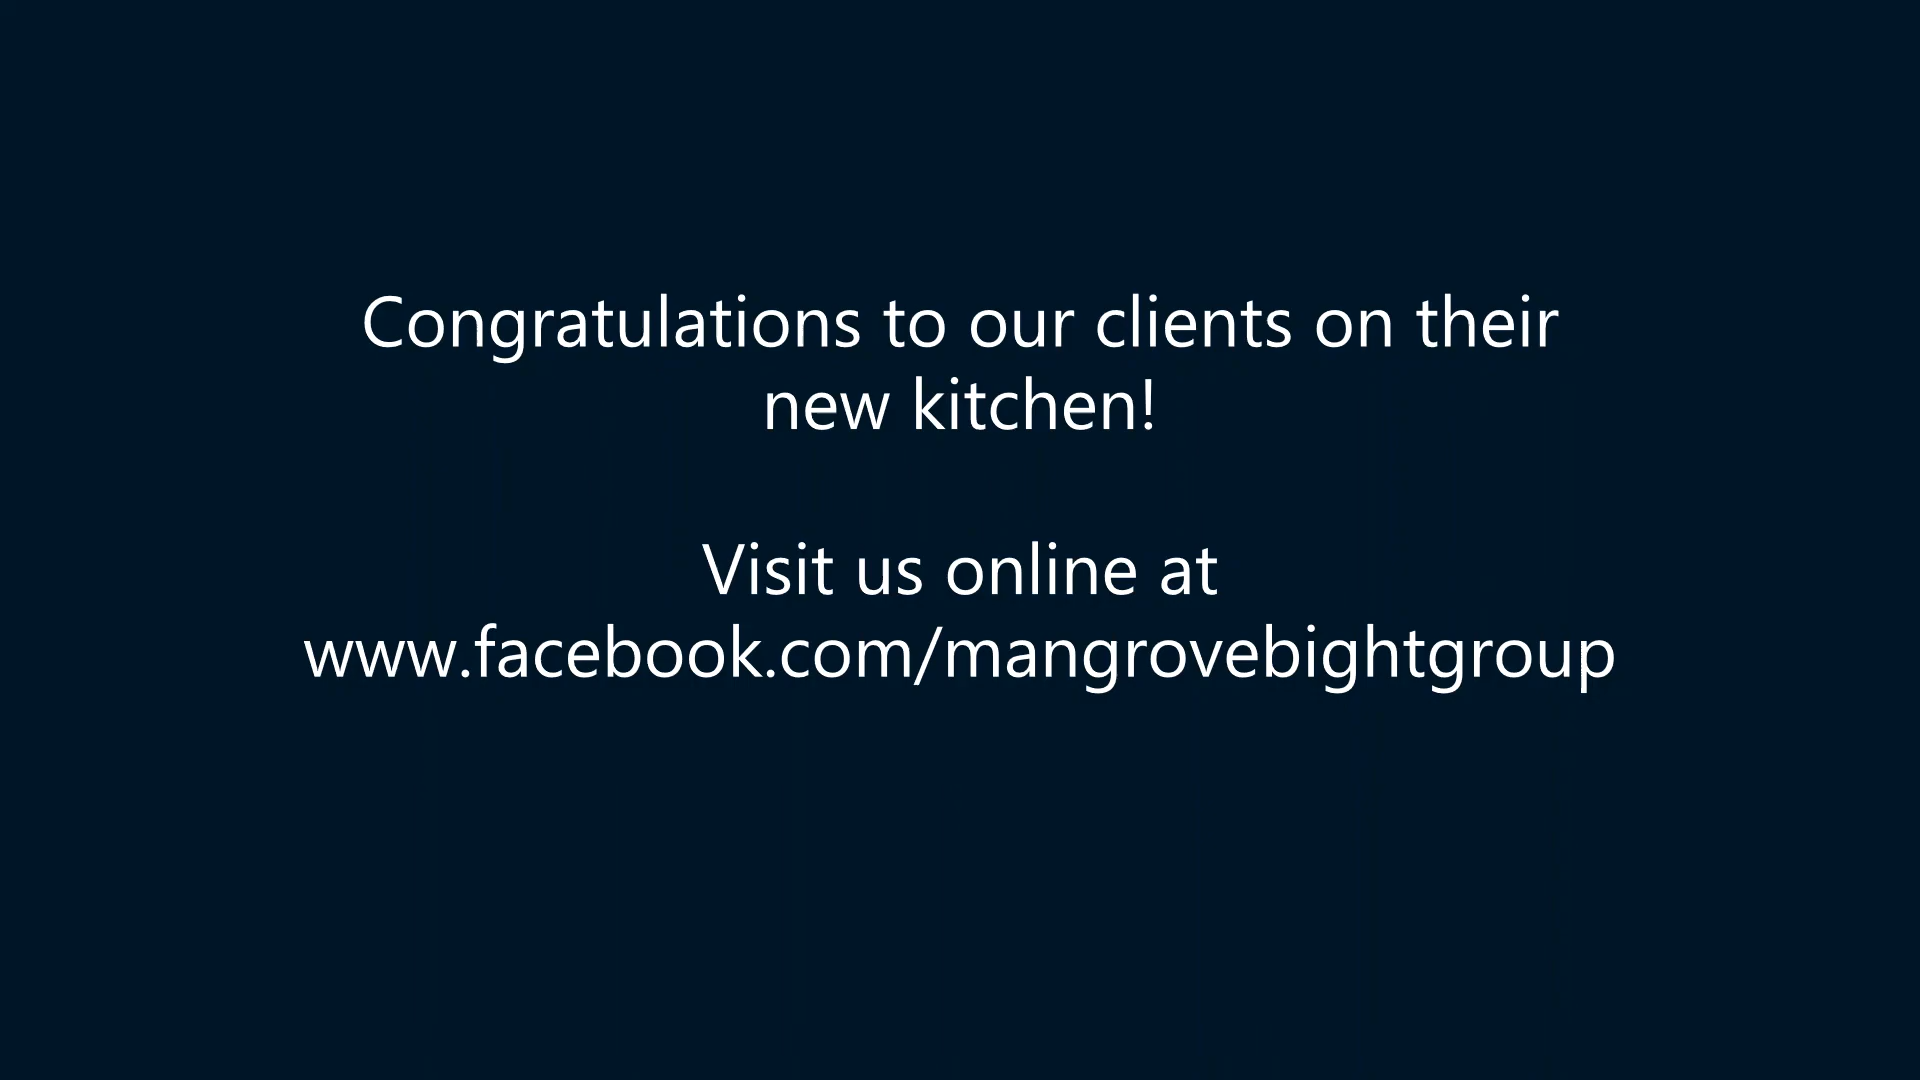 Congratulations to our clients on their
new kitchen!
Visit us online at
www.facebook.com/mangrovebightgroup